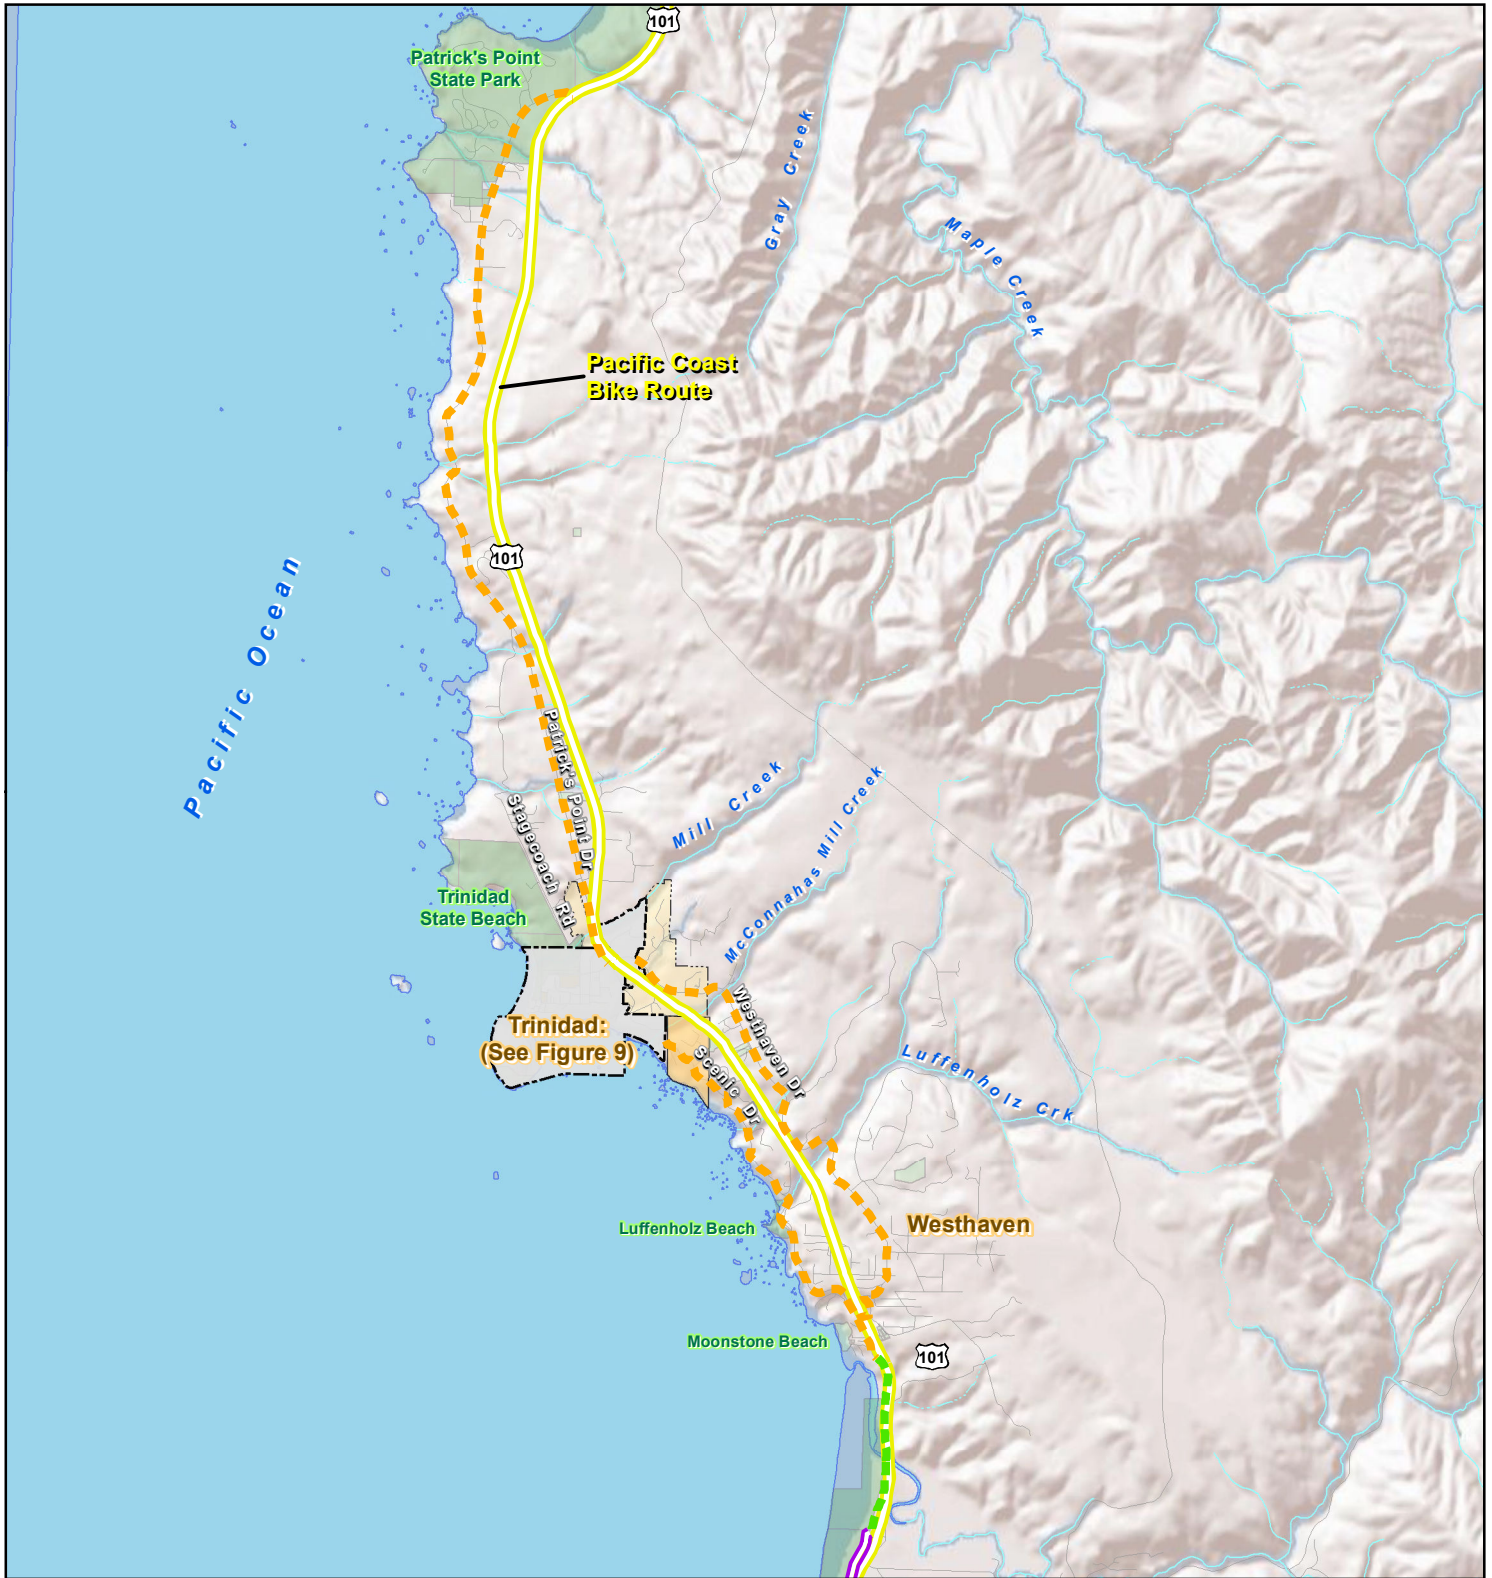 101
Patrick's Point
State Park
Gray Creek
Maple Creek
Pacific Coast
Bike Route
101
Pacific Ocean
Patrick's Point Dr
Mill Creek
McConnahas Mill Creek
Stagecoach Rd
Trinidad
State Beach
Westhaven Dr
Trinidad:
(See Figure 9)
Scenic Dr
Luffenholz Crk
Luffenholz Beach
Westhaven
Moonstone Beach
101